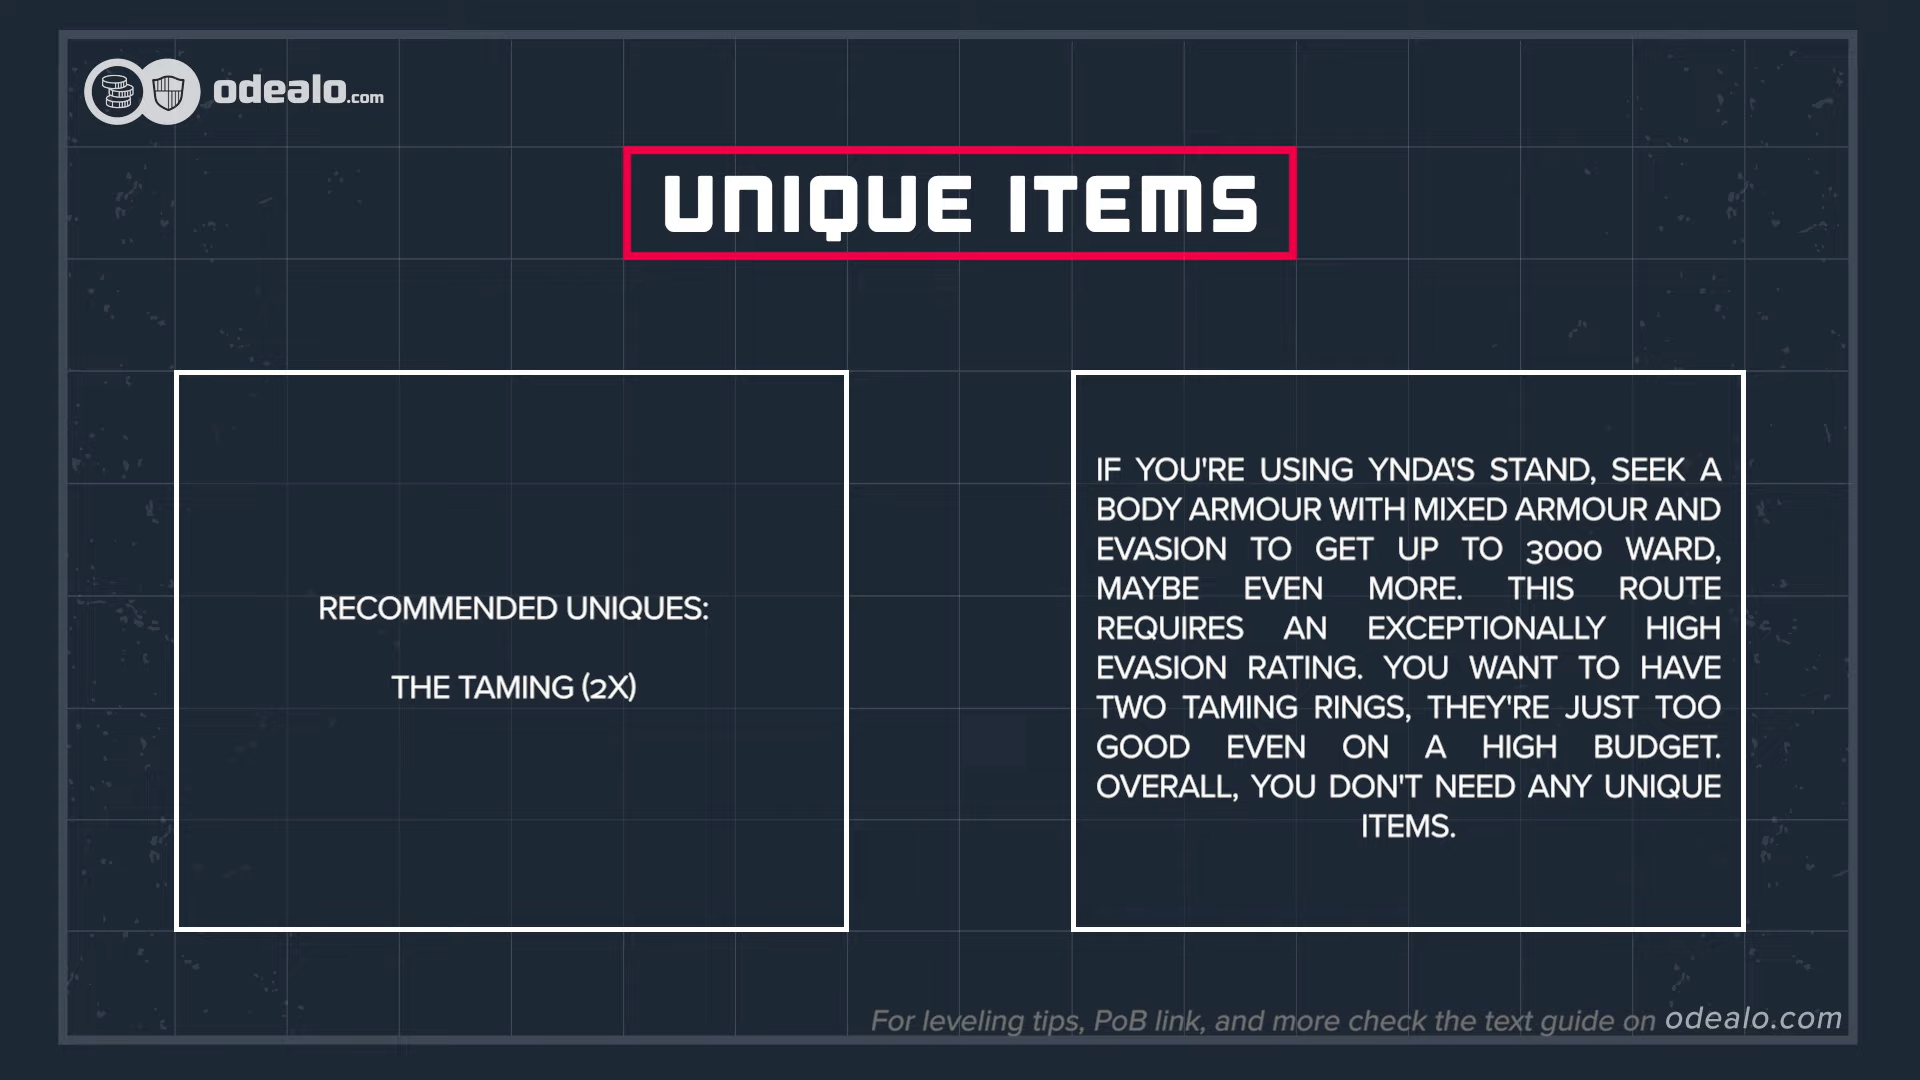 odealo.com
UNIQUE ITEMS
RECOMMENDED UNIQUES:
THE TAMING (2X)
IF YOU'RE USING YNDA'S STAND, SEEK A
BODY ARMOUR WITH MIXED ARMOUR AND
EVASION TO GET UP TO 3000 WARD,
MAYBE EVEN MORE. THIS ROUTE
REQUIRES AN EXCEPTIONALLY HIGH
EVASION RATING. YOU WANT TO HAVE
TWO TAMING RINGS, THEY'RE JUST TOO
GOOD EVEN ON A HIGH BUDGET.
OVERALL, YOU DON'T NEED ANY UNIQUE
ITEMS.
For leveling tips, PoB link, and more check the text guide on odealo.com